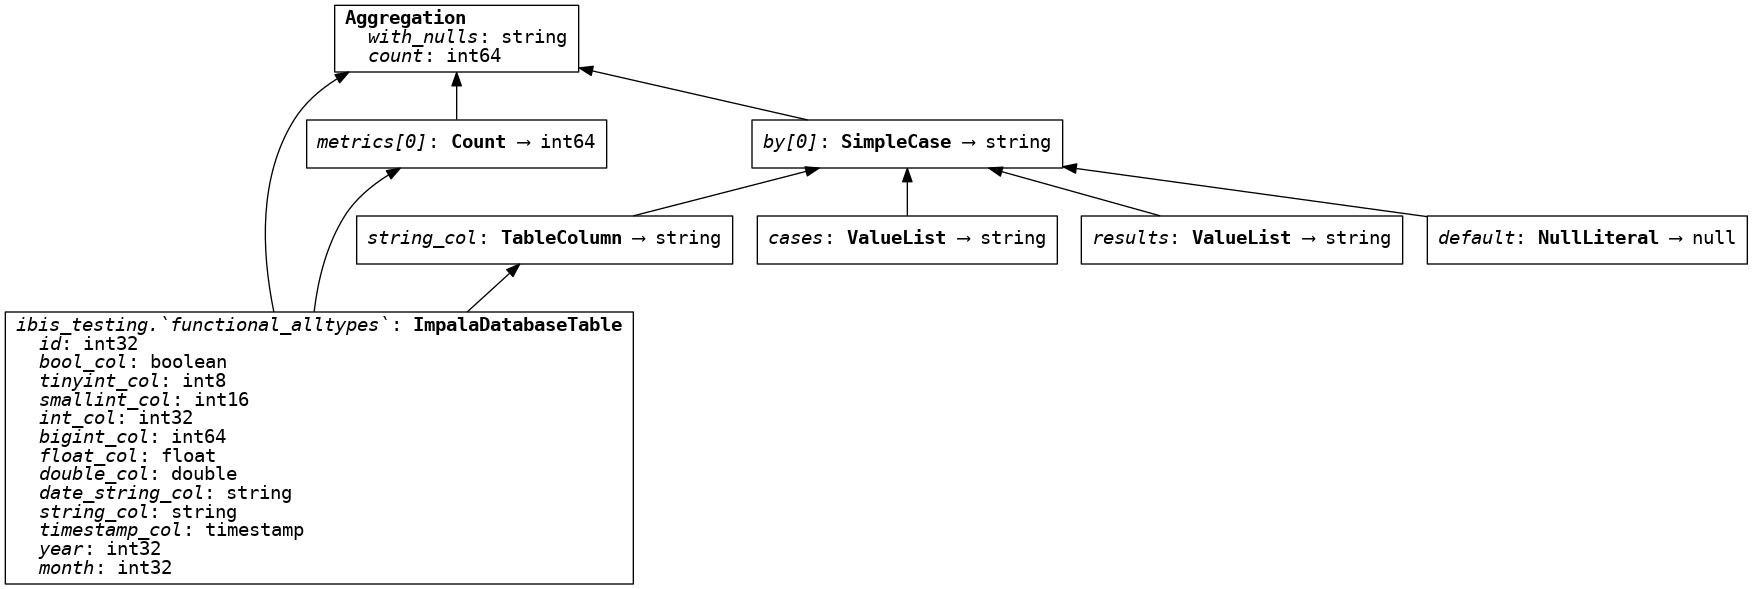 Aggregation
with_nulls: string
count: int64
metrics[0]: Count → int64
by[0]: SimpleCase → string
string_col: TableColumn → string
cases: ValueList → string
results: ValueList → string
default: NullLiteral → null
ibis_testing.`functional_alltypes`: ImpalaDatabaseTable
id: int32
bool_col: boolean
tinyint_col: int8
smallint_col: int16
int_col: int32
bigint_col: int64
float_col: float
double_col: double
date_string_col: string
string_col: string
timestamp_col: timestamp
year: int32
month: int32